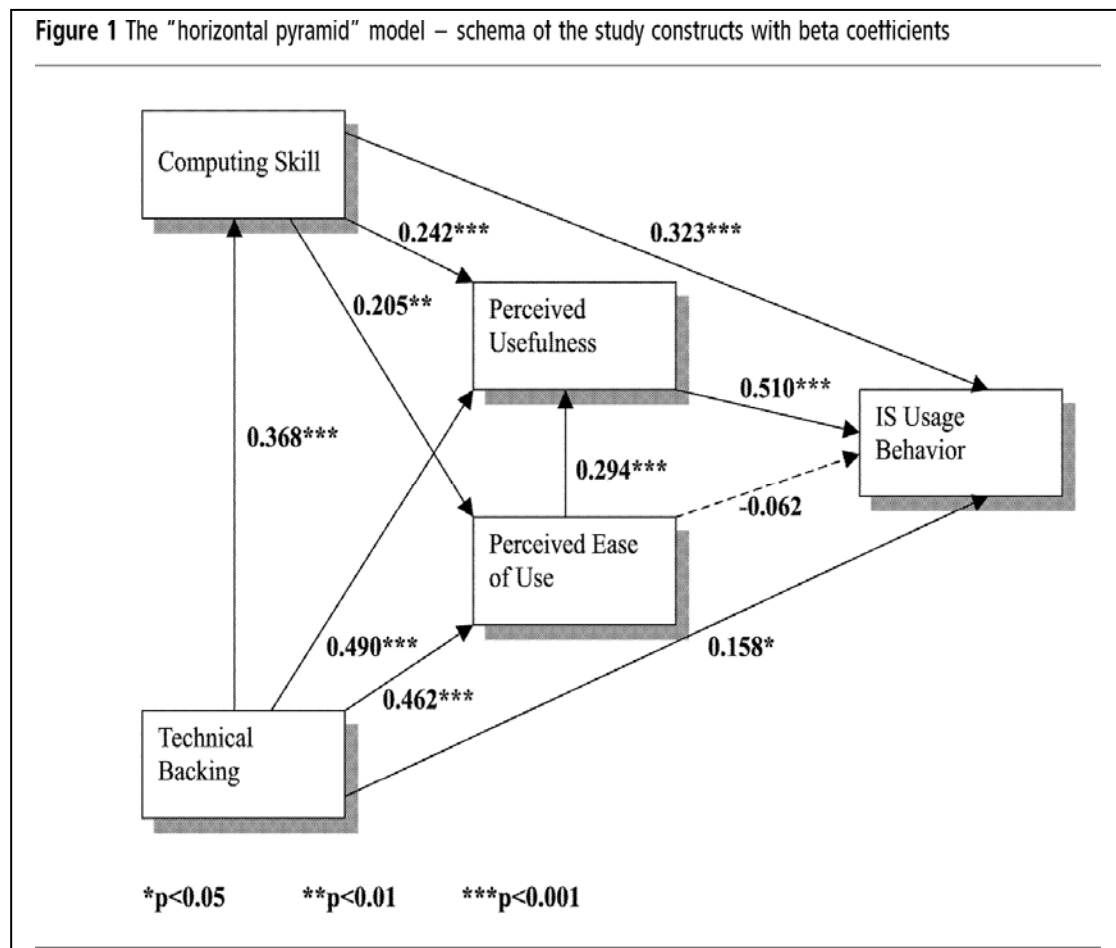 Figure 1 The "horizontal pyramid" model – schema of the study constructs with beta coefficients
Computing Skill
0.242***
0.323***
0.205**
Perceived
Usefulness
0.510***
IS Usage
Behavior
0.368***
0.294***
-0.062
Perceived Ease
of Use
0.490***
0.158*
0.462***
Technical
Backing
*p<0.05 **p<0.01 ***p<0.001